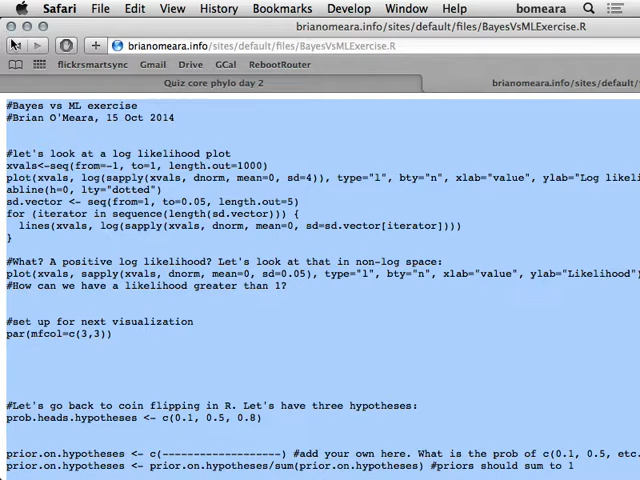 Safari File Edit View History Bookmarks Develop Window Help bomeara
brianomeara.info/sites/default/files/BayesVsMLExercise.R
brianomeara.info/sites/default/files/BayesVsMLExercise.R
flickrsmartsync Gmail Drive GCal RebootRouter
Quiz core phylo day 2 brianomeara.info/sites/default/f
#Bayes vs ML exercise
#Brian O'Meara, 15 Oct 2014
#let's look at a log likelihood plot
xvals<-seq(from=-1, to=1, length.out=1000)
plot(xvals, log(sapply(xvals, dnorm, mean=0, sd=4)), type="l", bty="n", xlab="value", ylab="Log likeli
abline(h=0, lty="dotted")
sd.vector <- seq(from=1, to=0.05, length.out=5)
for (iterator in sequence(length(sd.vector))) {
lines(xvals, log(sapply(xvals, dnorm, mean=0, sd=sd.vector[iterator])))
}
#What? A positive log likelihood? Let's look at that in non-log space:
plot(xvals, sapply(xvals, dnorm, mean=0, sd=0.05), type="l", bty="n", xlab="value", ylab="Likelihood")
#How can we have a likelihood greater than 1?
#set up for next visualization
par(mfcol=c(3,3))
#Let's go back to coin flipping in R. Let's have three hypotheses:
prob.heads.hypotheses <- c(0.1, 0.5, 0.8)
prior.on.hypotheses <- c(-------------------) #add your own here. What is the prob of c(0.1, 0.5, etc.
prior.on.hypotheses <- prior.on.hypotheses/sum(prior.on.hypotheses) #priors should sum to 1